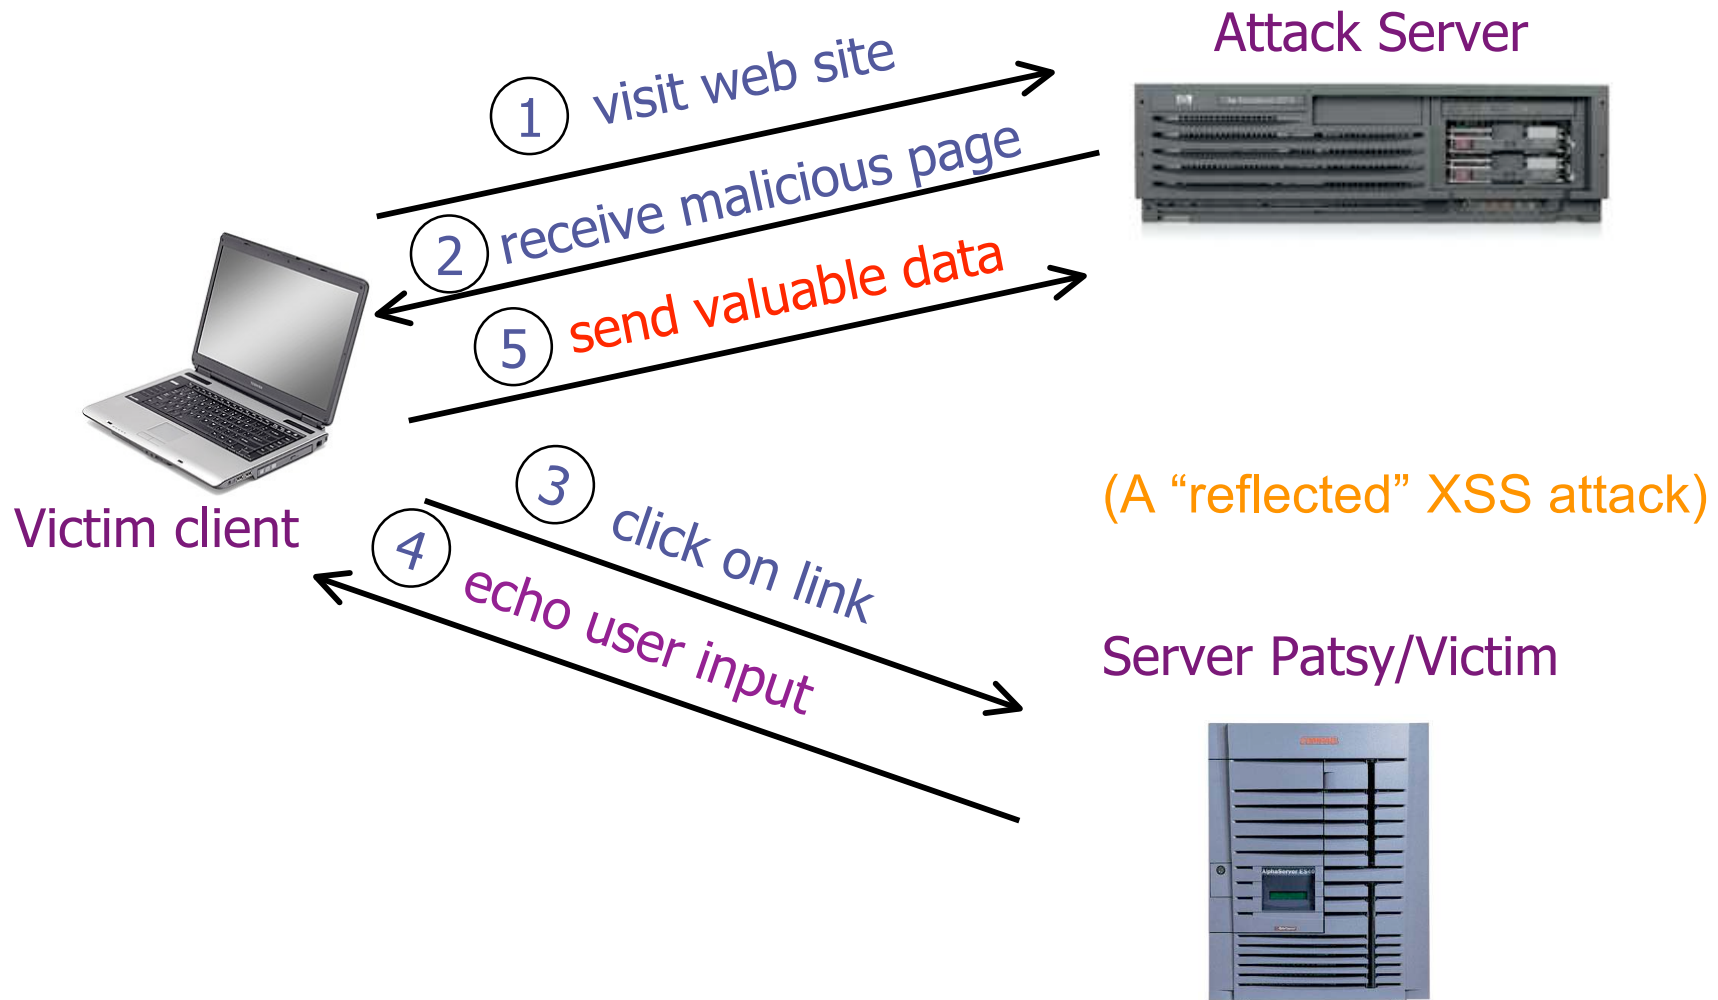 Attack Server
1 visit web site
2 receive malicious page
5 send valuable data
3 click on link
4 echo user input
Victim client
(A “reflected” XSS attack)
Server Patsy/Victim